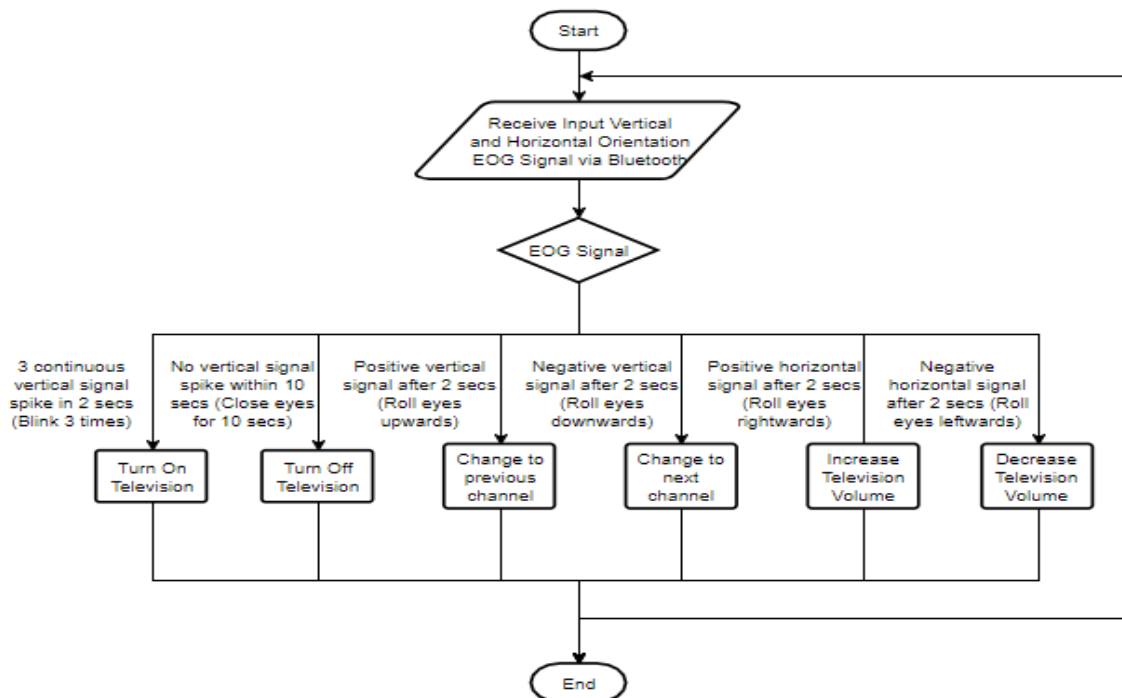 Start
Receive Input Vertical
and Horizontal Orientation
EOG Signal via Bluetooth
EOG Signal
3 continuous
vertical signal
spike in 2 secs
(Blink 3 times)
No vertical signal
spike within 10
secs (Close eyes
for 10 secs)
Positive vertical
signal after 2 secs
(Roll eyes
upwards)
Negative vertical
signal after 2 secs
(Roll eyes
downwards)
Positive horizontal
signal after 2 secs
(Roll eyes
rightwards)
Negative
horizontal signal
after 2 secs (Roll
eyes leftwards)
Turn On
Television
Turn Off
Television
Change to
previous
channel
Change to
next
channel
Increase
Television
Volume
Decrease
Television
Volume
End